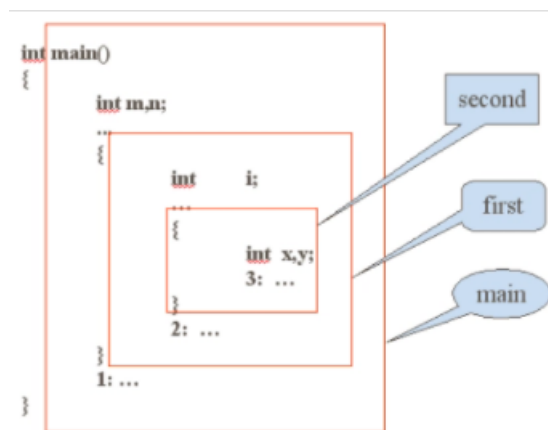 int main()
{
int m,n;
...
{
int i;
...
{
int x,y;
3: ...
}
2: ...
}
1: ...
}
second
first
main